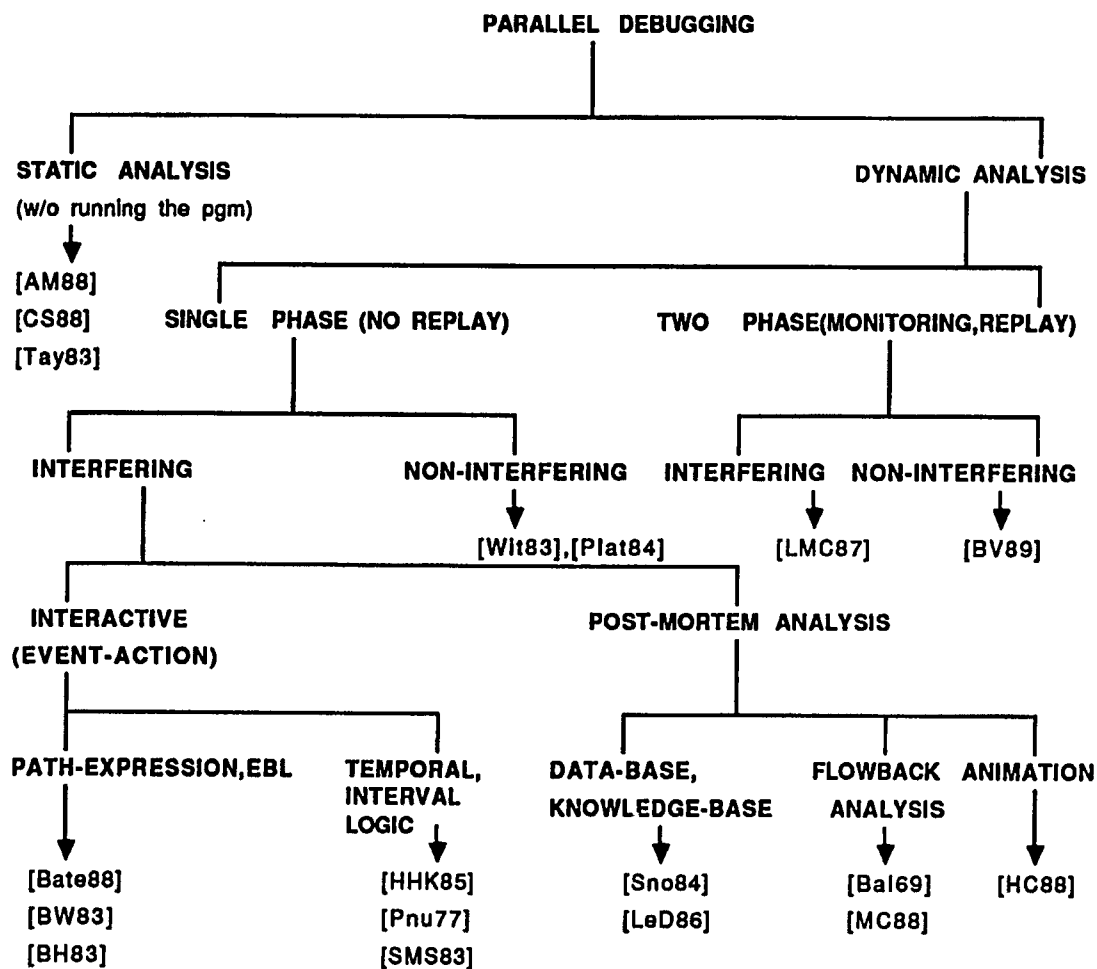 PARALLEL DEBUGGING
STATIC ANALYSIS
(w/o running the pgm)
DYNAMIC ANALYSIS
[AM88]
[CS88]
[Tay83]
SINGLE PHASE (NO REPLAY)
TWO PHASE(MONITORING,REPLAY)
INTERFERING
NON-INTERFERING
INTERFERING
NON-INTERFERING
[Wit83],[Plat84]
[LMC87]
[BV89]
INTERACTIVE
(EVENT-ACTION)
POST-MORTEM ANALYSIS
PATH-EXPRESSION,EBL
TEMPORAL,
INTERVAL
LOGIC
DATA-BASE,
KNOWLEDGE-BASE
FLOWBACK
ANALYSIS
ANIMATION
[Bate88]
[BW83]
[BH83]
[HHK85]
[Pnu77]
[SMS83]
[Sno84]
[LeD86]
[Bal69]
[MC88]
[HC88]